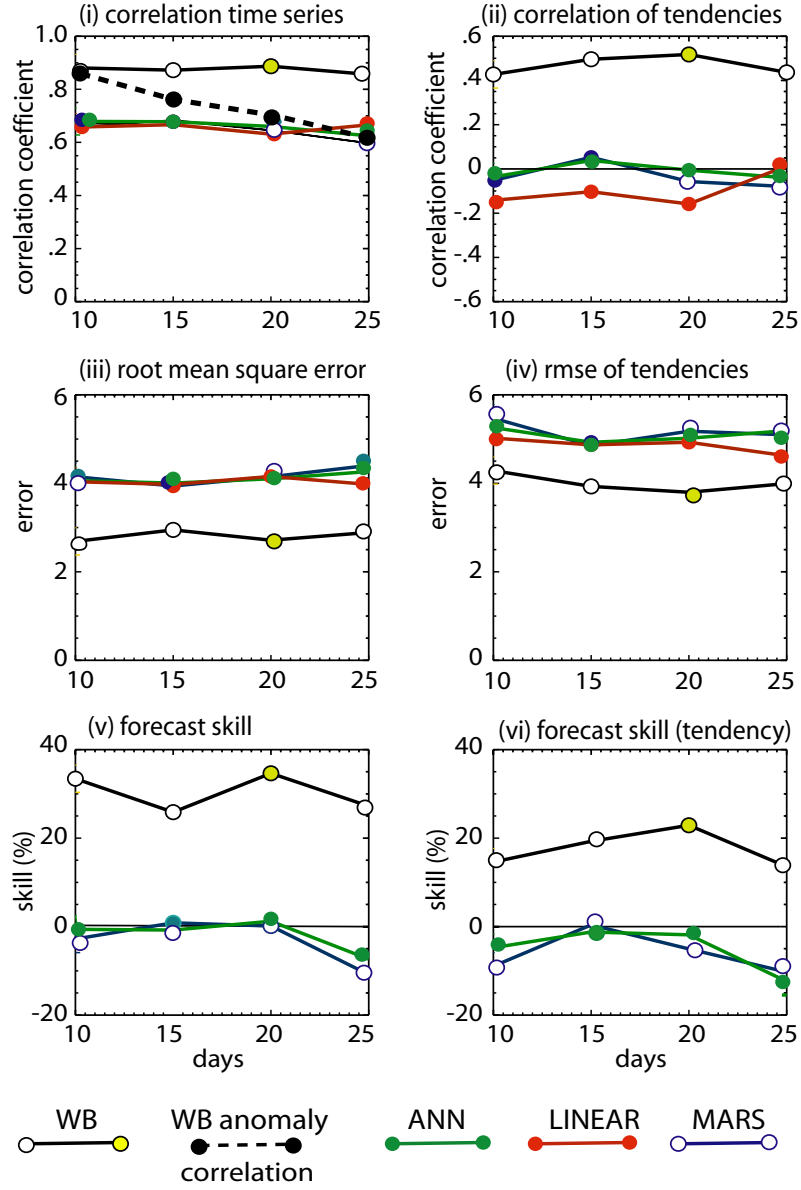 (i) correlation time series
(ii) correlation of tendencies
correlation coefficient
1.0
.8
.6
.4
.2
0
10 15 20 25
correlation coefficient
.6
.4
.2
0
-.2
-.4
-.6
10 15 20 25
(iii) root mean square error
(iv) rmse of tendencies
error
6
4
2
0
10 15 20 25
error
6
4
2
0
10 15 20 25
(v) forecast skill
(vi) forecast skill (tendency)
skill (%)
40
20
0
-20
10 15 20 25
days
skill (%)
40
20
0
-20
10 15 20 25
days
WB
WB anomaly
correlation
ANN
LINEAR
MARS